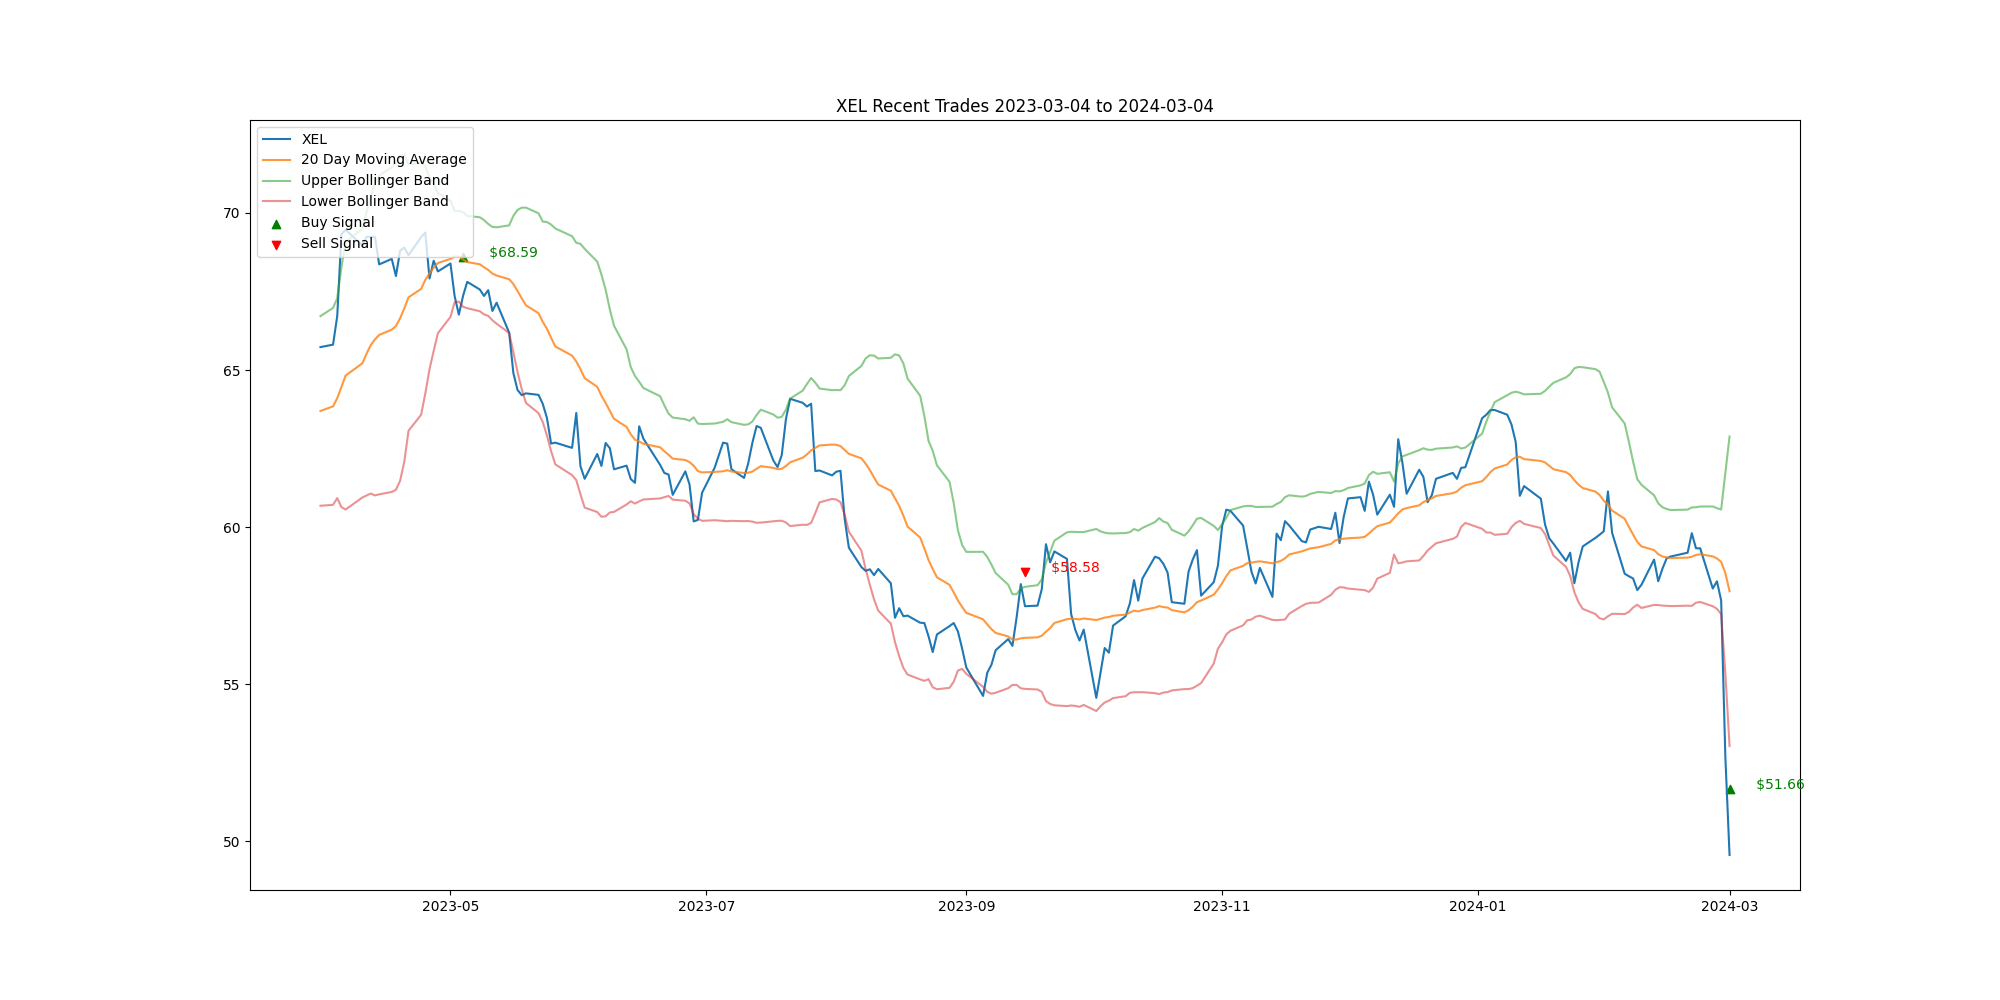 XEL Recent Trades 2023-03-04 to 2024-03-04
XEL
20 Day Moving Average
Upper Bollinger Band
Lower Bollinger Band
Buy Signal
Sell Signal
$68.59
$58.58
$51.66
70
65
60
55
50
2023-05
2023-07
2023-09
2023-11
2024-01
2024-03